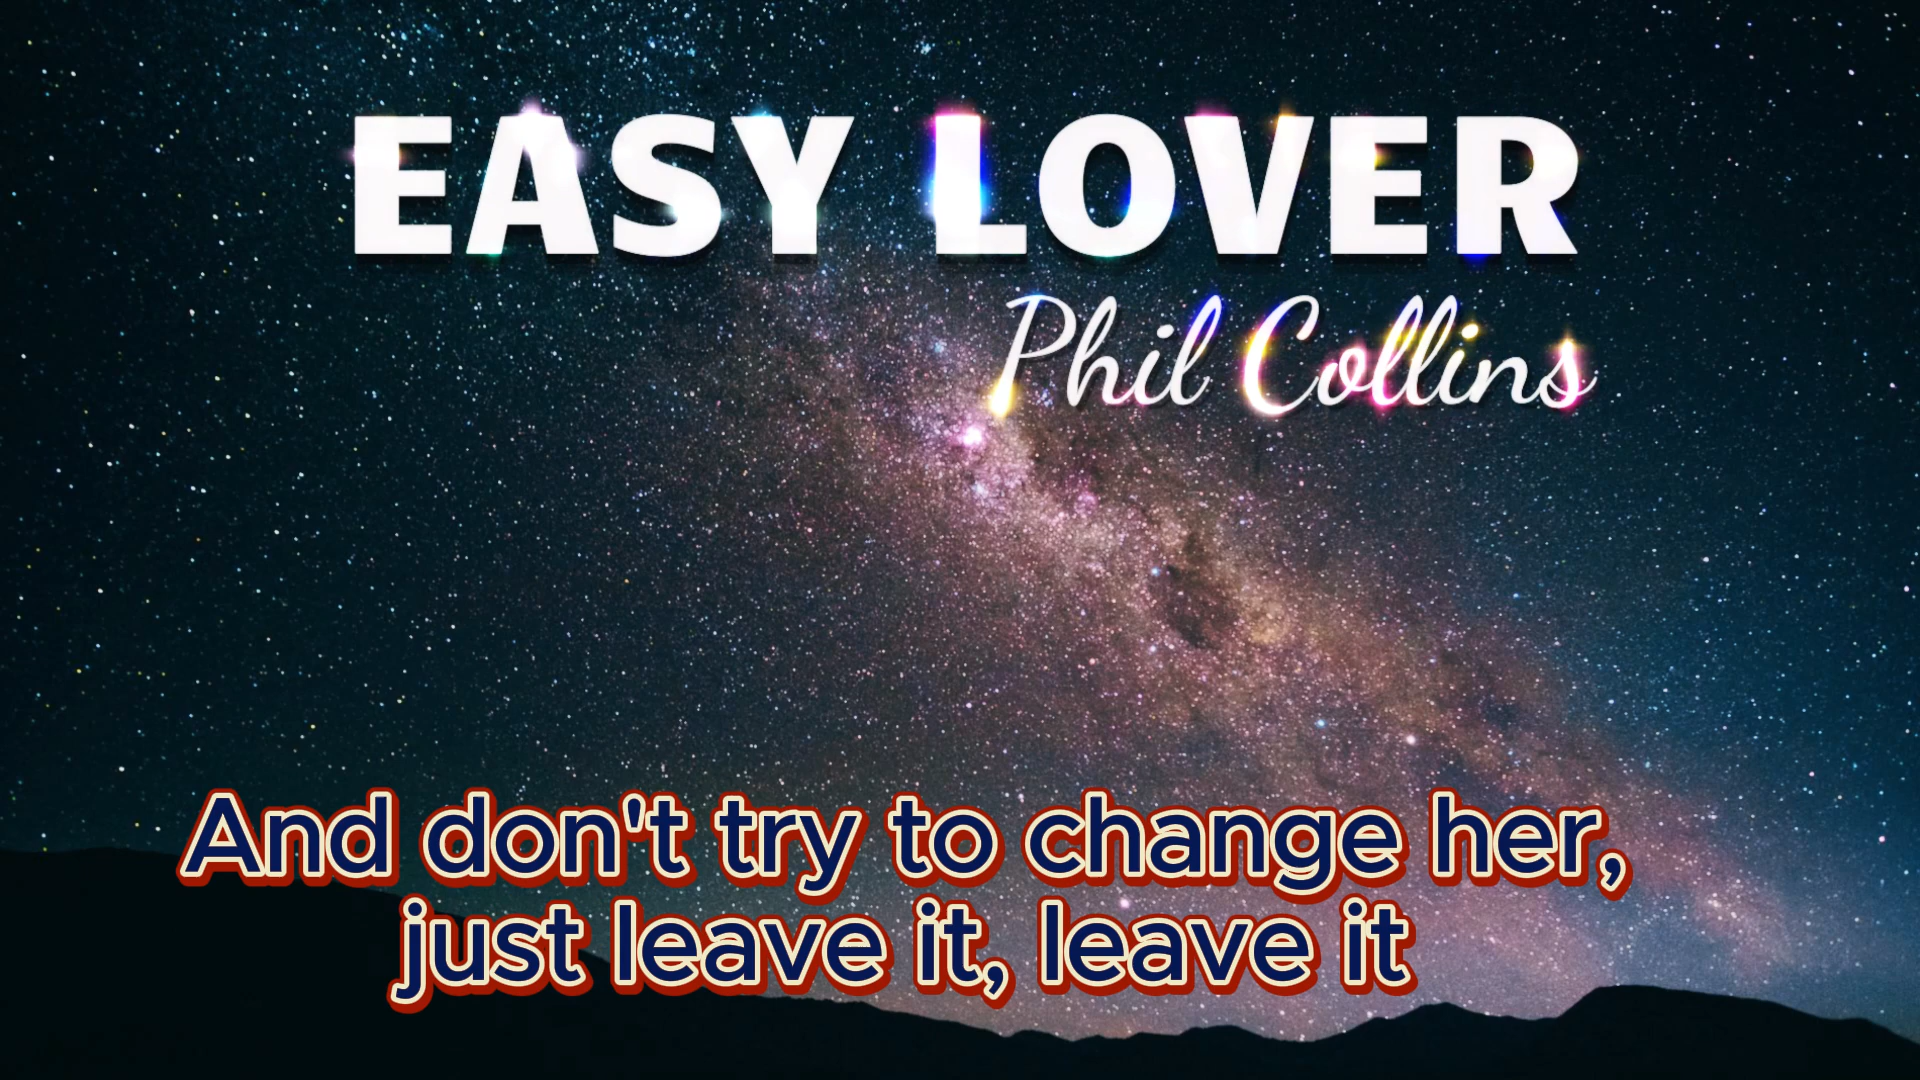 EASY LOVER
Phil Collins
And don't try to change her,
just leave it, leave it